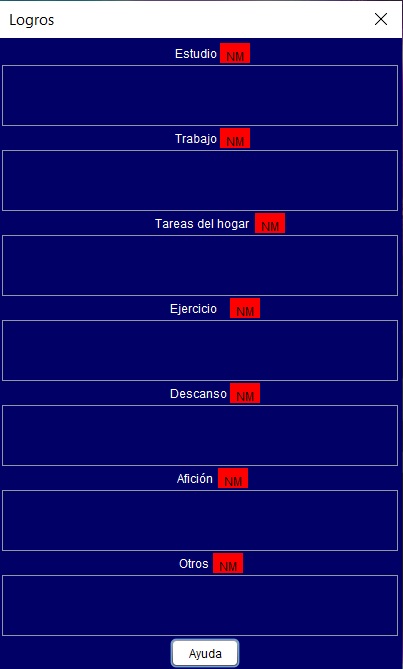 Logros
Estudio NM
Trabajo NM
Tareas del hogar NM
Ejercicio NM
Descanso NM
Afición NM
Otros NM
Ayuda